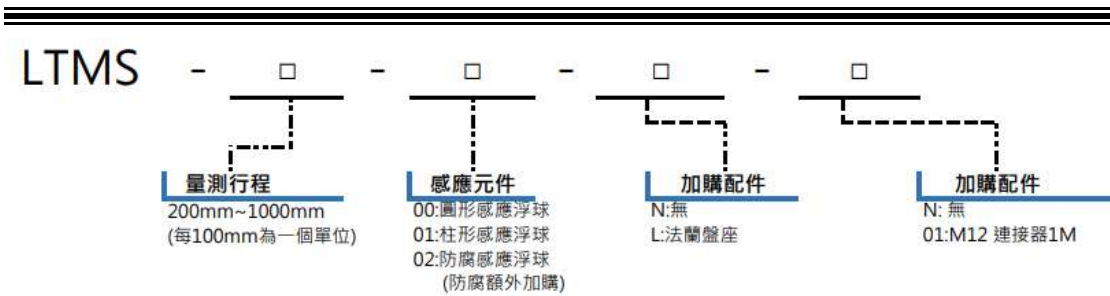 LTMS - □ - □ - □ - □
量測行程
200mm~1000mm
(每100mm為一個單位)
感應元件
00:圓形感應浮球
01:柱形感應浮球
02:防腐感應浮球
(防腐額外加購)
加購配件
N:無
L:法蘭盤座
加購配件
N: 無
01:M12 連接器1M